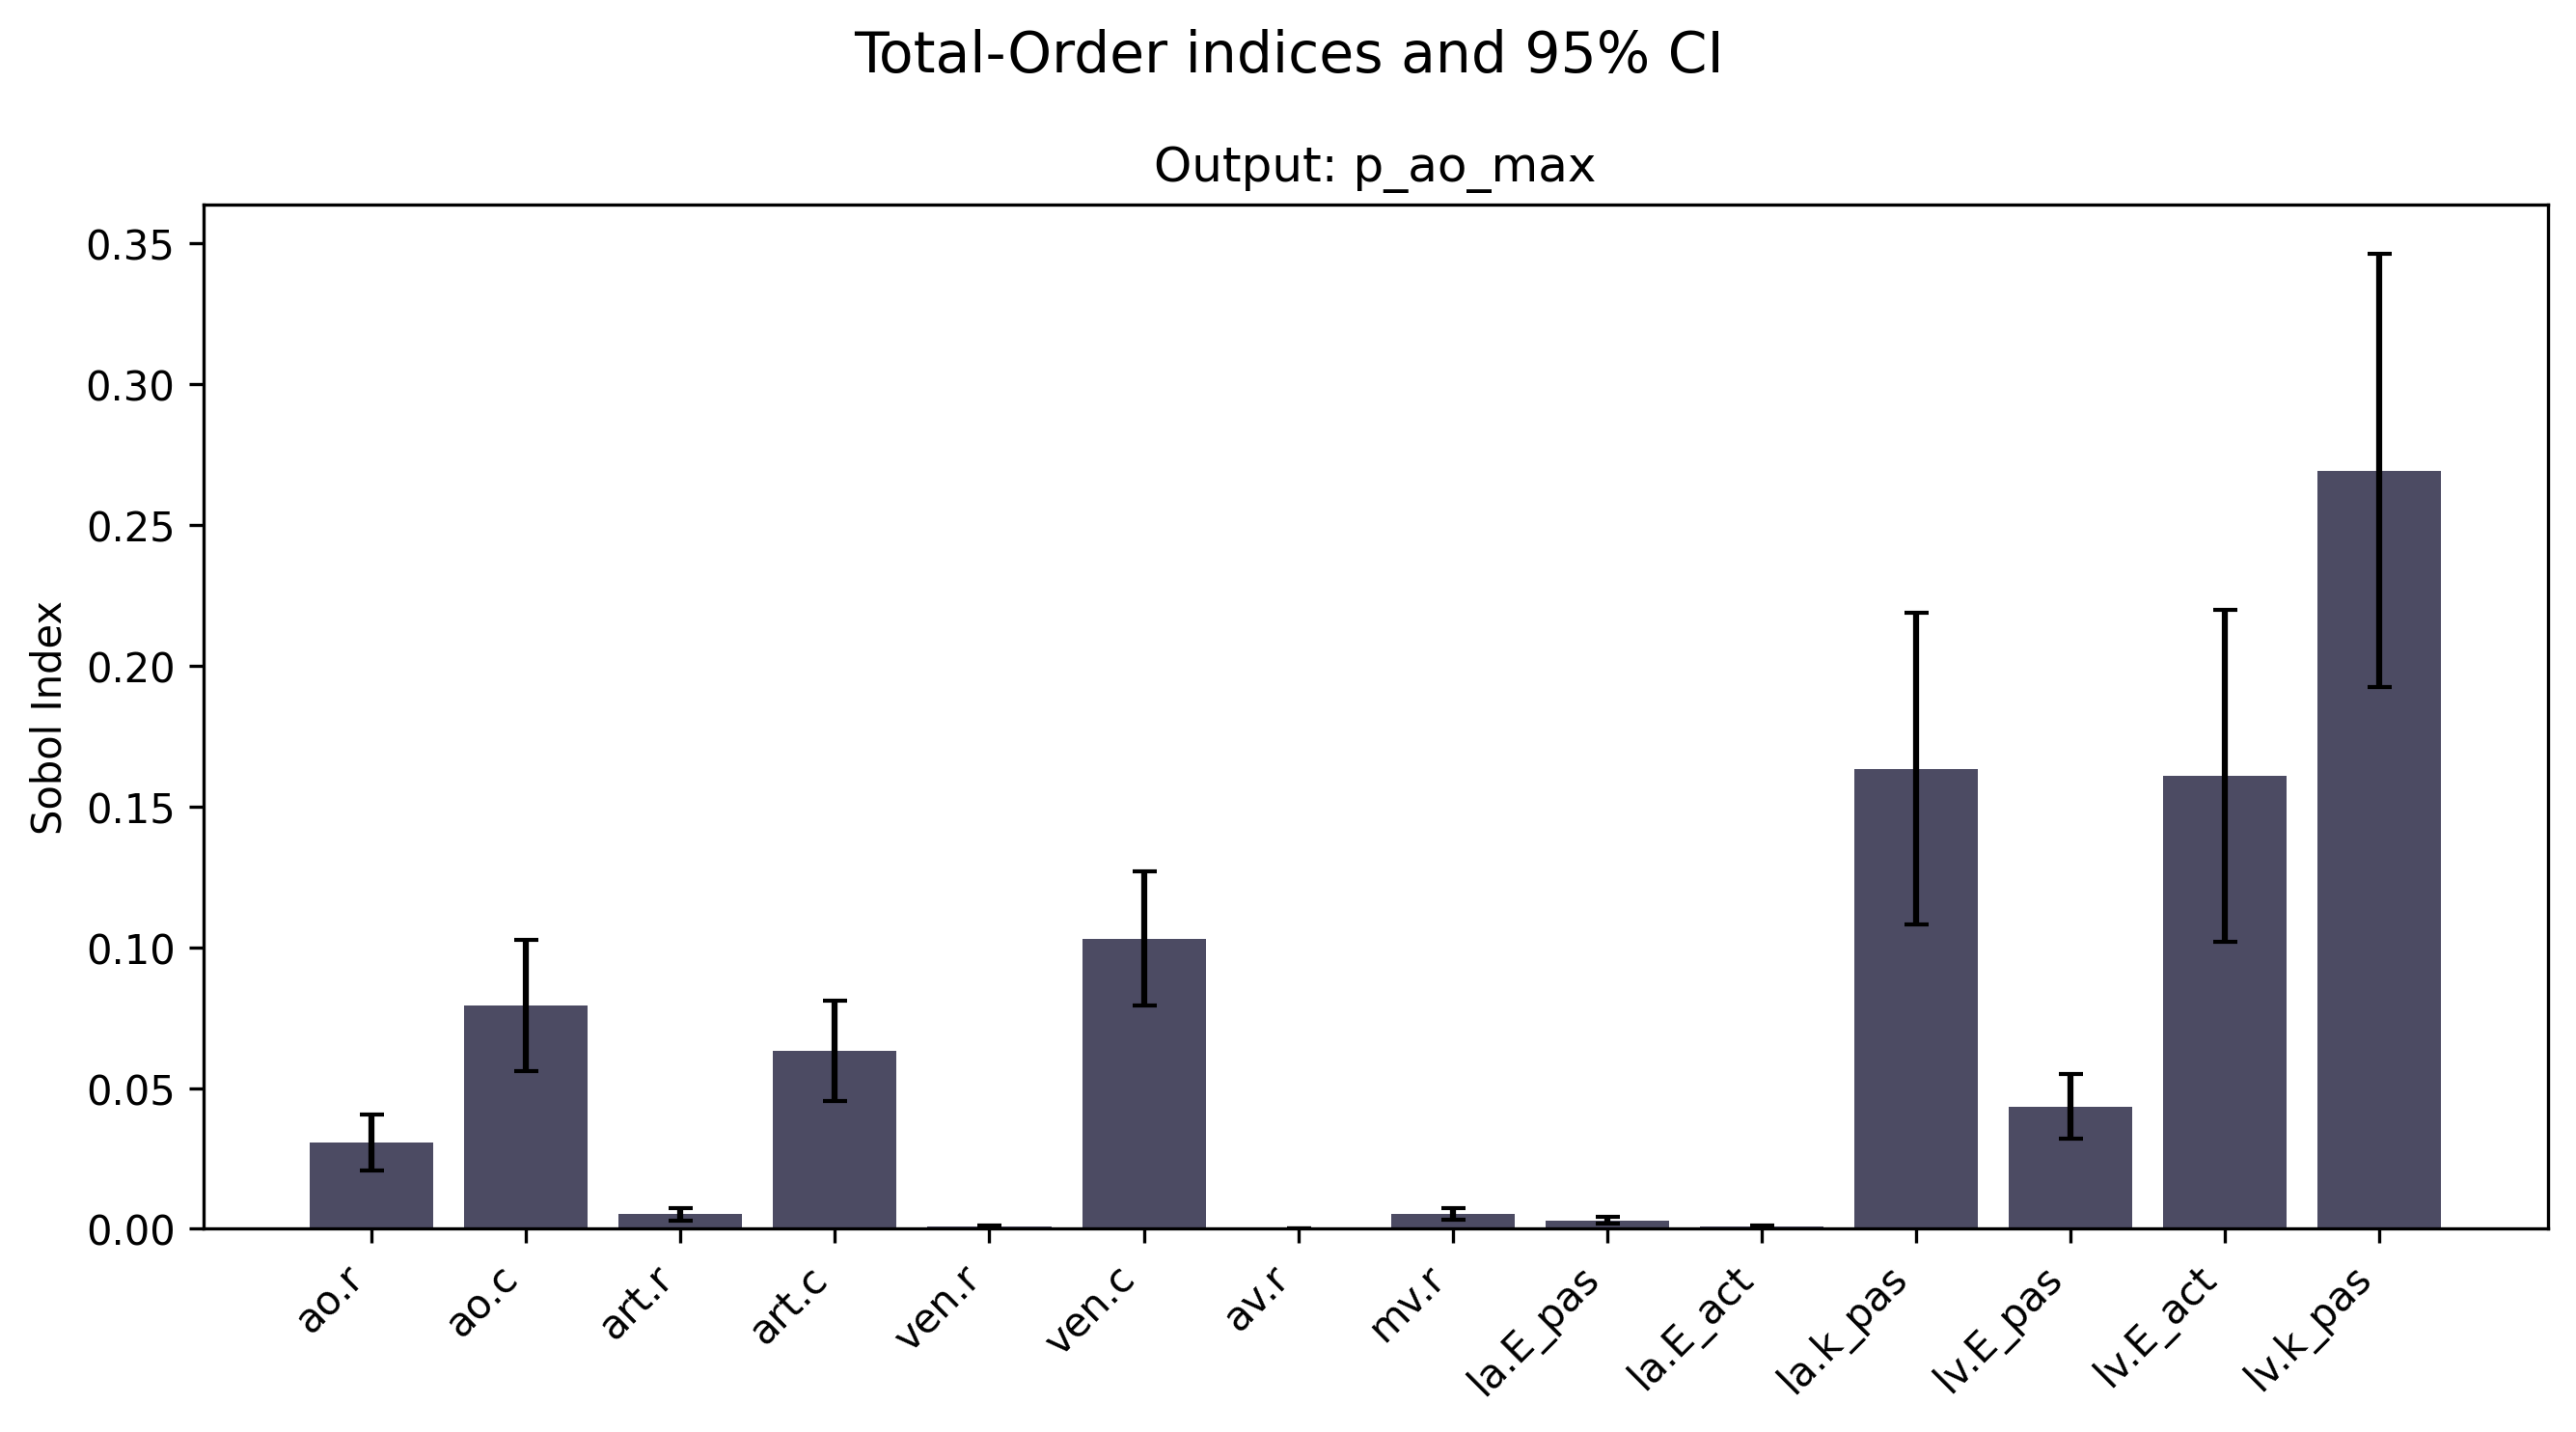 Total-Order indices and 95% CI
Output: p_ao_max
Sobol Index
0.35
0.30
0.25
0.20
0.15
0.10
0.05
0.00
ao.r
ao.c
art.r
art.c
ven.r
ven.c
av.r
mv.r
la.E_pas
la.E_act
la.k_pas
lv.E_pas
lv.E_act
lv.k_pas